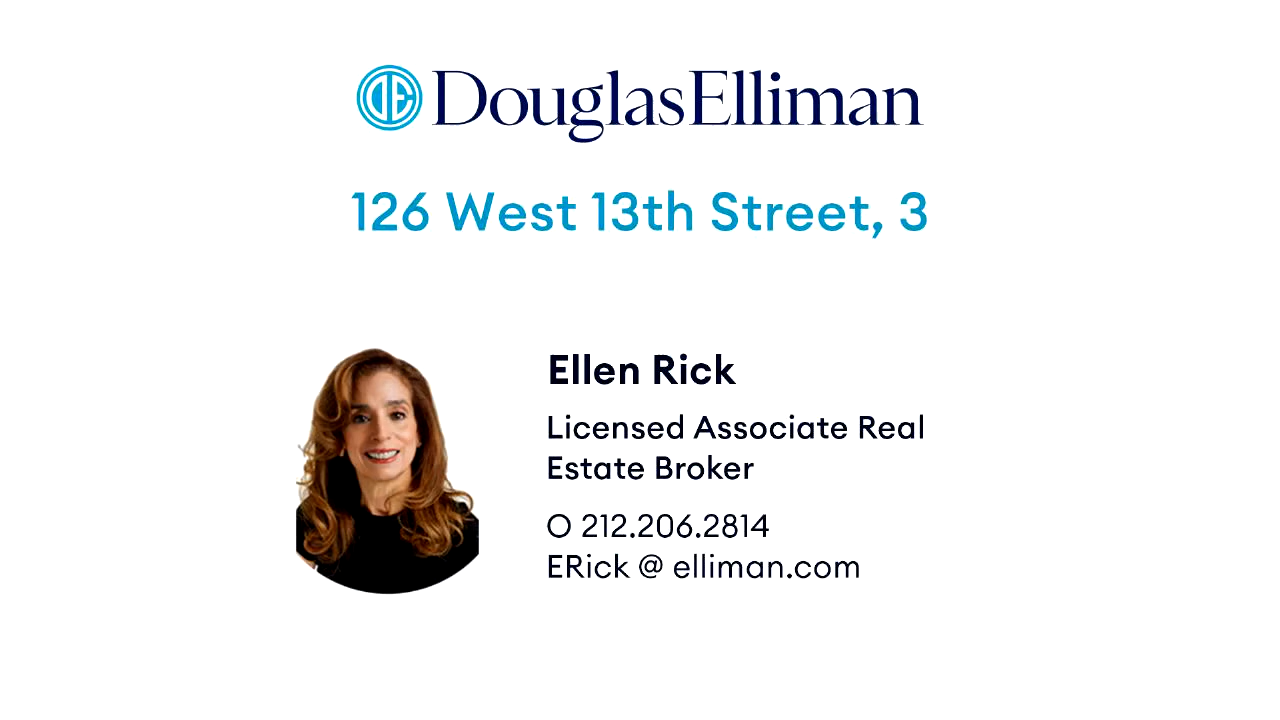 DE DouglasElliman
126 West 13th Street, 3
Ellen Rick
Licensed Associate Real
Estate Broker
O 212.206.2814
ERick @ elliman.com